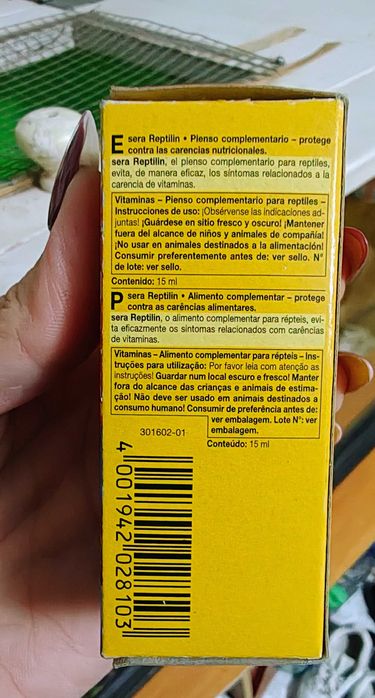 E sera Reptilin • Pienso complementario – protege
contra las carencias nutricionales.
sera Reptilin, el pienso complementario para reptiles,
evita, de manera eficaz, los síntomas relacionados a la
carencia de vitaminas.
Vitaminas – Pienso complementario para reptiles –
Instrucciones de uso: ¡Obsérvense las indicaciones ad-
juntas! ¡Guárdese en sitio fresco y oscuro! ¡Mantener
fuera del alcance de niños y animales de compañía!
¡No usar en animales destinados a la alimentación!
Consumir preferentemente antes de: ver sello. N°
de lote: ver sello.
Contenido: 15 ml
P sera Reptilin • Alimento complementar – protege
contra as carências alimentares.
sera Reptilin, o alimento complementar para répteis, evi-
ta eficazmente os sintomas relacionados com carências
de vitaminas.
Vitaminas – Alimento complementar para répteis – Ins-
truções para utilização: Por favor leia com atenção as
instruções! Guardar num local escuro e fresco! Manter
fora do alcance das crianças e animais de estima-
ção! Não deve ser usado em animais destinados a
consumo humano! Consumir de preferência antes de:
ver embalagem. Lote N°: ver
embalagem.
301602-01
Conteúdo: 15 ml
4 001942 028103